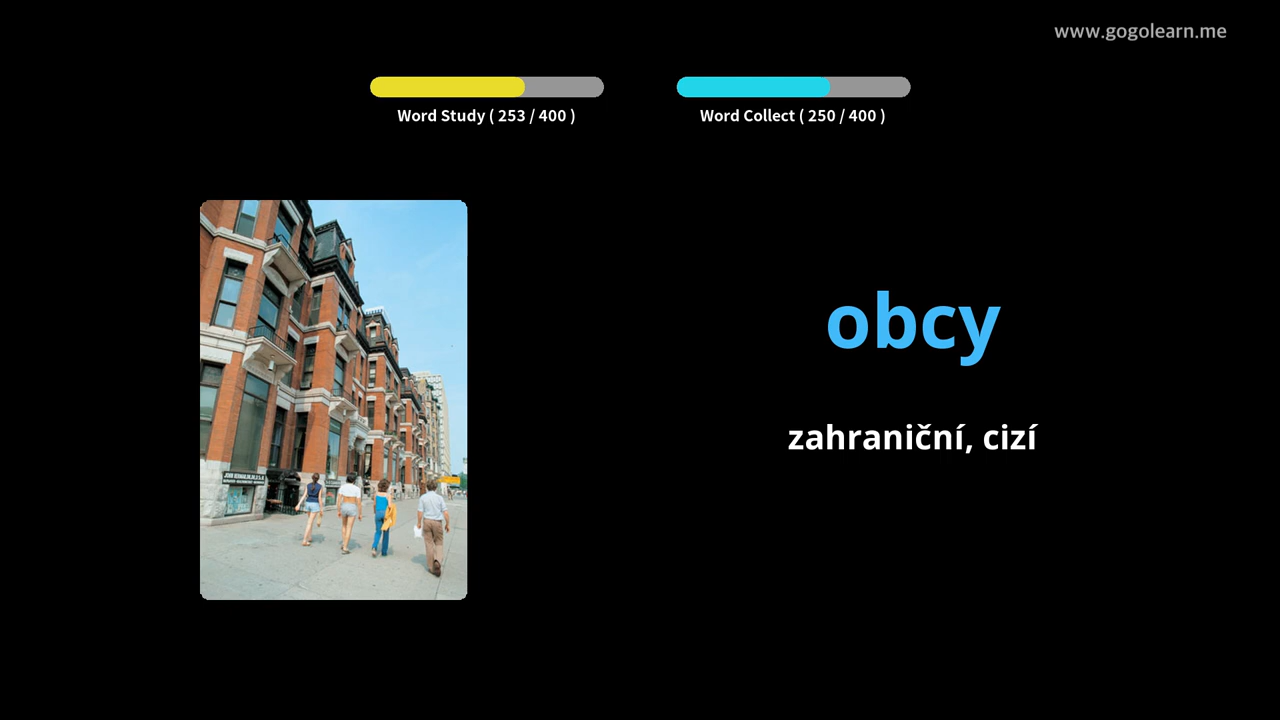 www.gogolearn.me
Word Study ( 253 / 400 )
Word Collect ( 250 / 400 )
obcy
zahraniční, cizí